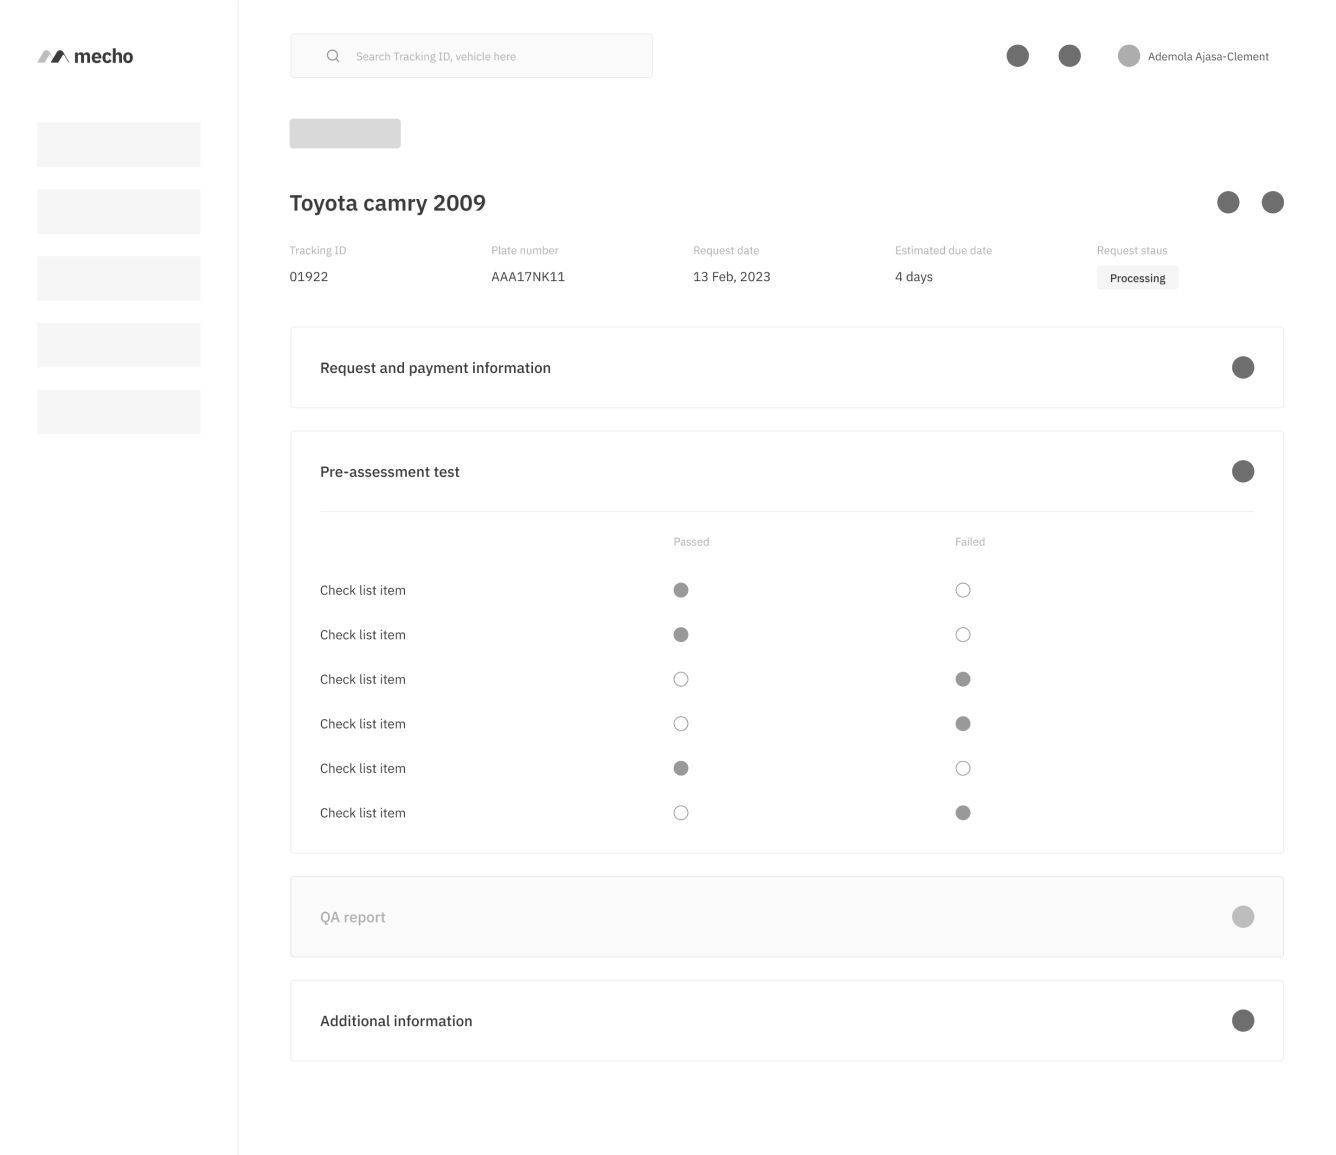 mecho
Search Tracking ID, vehicle here
Ademola Ajasa-Clement
Toyota camry 2009
Tracking ID
01922
Plate number
AAA17NK11
Request date
13 Feb, 2023
Estimated due date
4 days
Request staus
Processing
Request and payment information
Pre-assessment test
Passed Failed
Check list item
Check list item
Check list item
Check list item
Check list item
Check list item
QA report
Additional information